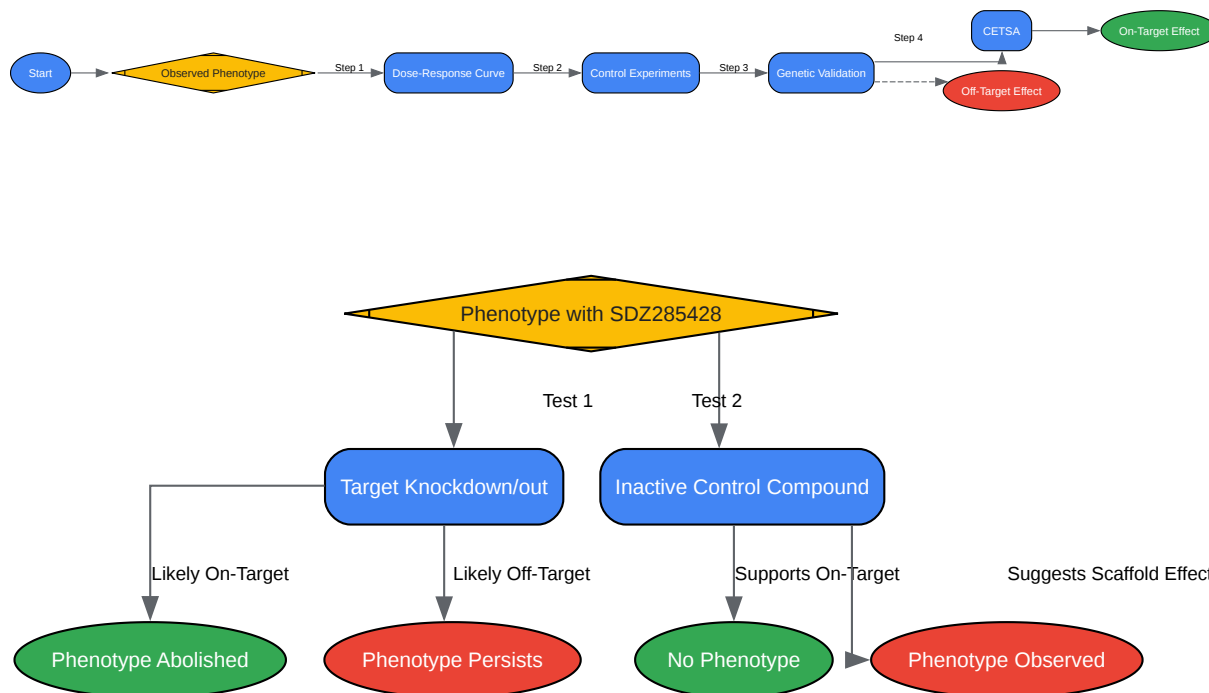 Step 4
CETSA
On-Target Effect
Start
Observed Phenotype
Step 1
Dose-Response Curve
Step 2
Control Experiments
Step 3
Genetic Validation
Off-Target Effect
Phenotype with SDZ285428
Test 1
Test 2
Target Knockdown/out
Inactive Control Compound
Likely On-Target
Likely Off-Target
Supports On-Target
Suggests Scaffold Effect
Phenotype Abolished
Phenotype Persists
No Phenotype
Phenotype Observed